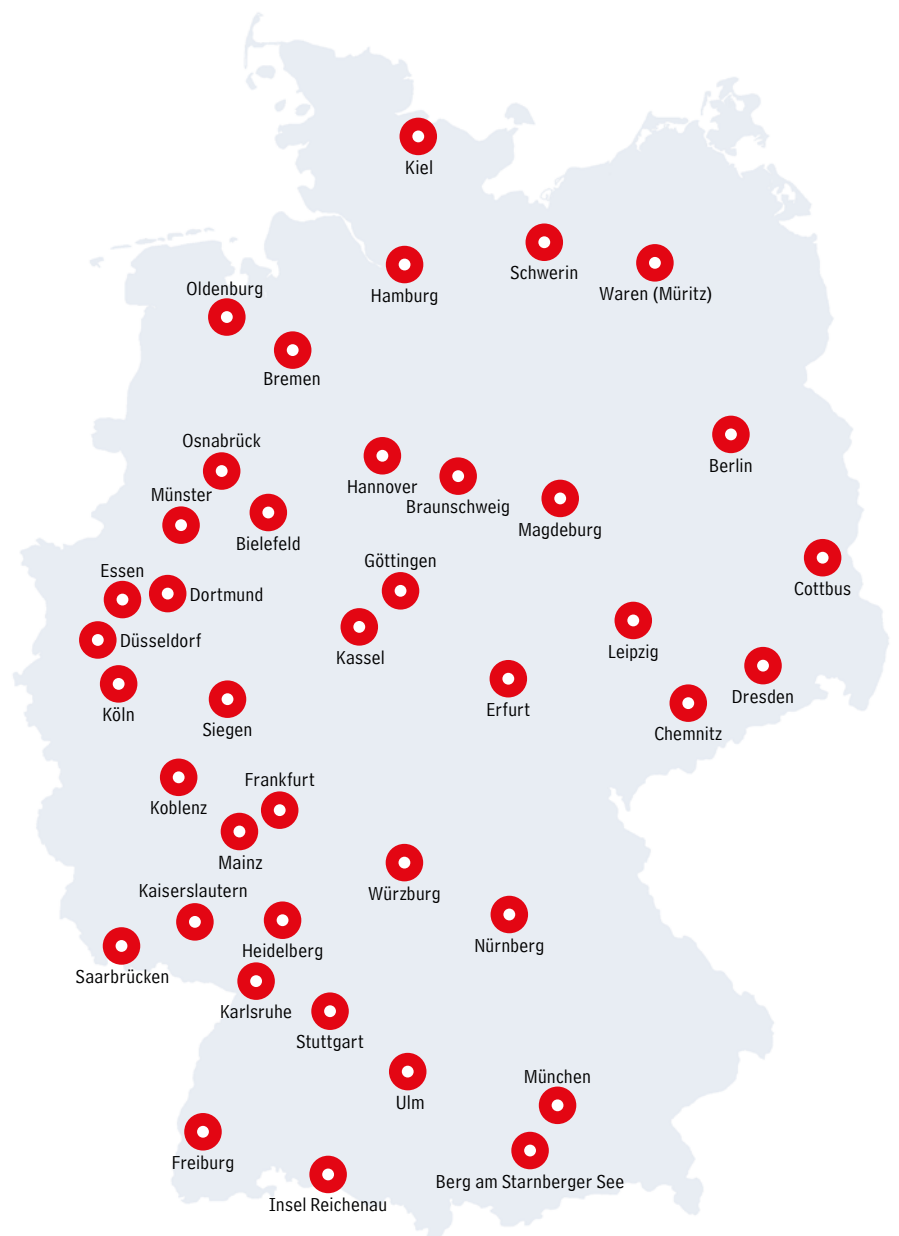 Kiel
Schwerin
Hamburg
Waren (Müritz)
Oldenburg
Bremen
Osnabrück
Berlin
Hannover
Münster
Braunschweig
Magdeburg
Bielefeld
Göttingen
Essen
Cottbus
Dortmund
Düsseldorf
Leipzig
Kassel
Dresden
Erfurt
Köln
Siegen
Chemnitz
Frankfurt
Koblenz
Mainz
Kaiserslautern
Würzburg
Nürnberg
Heidelberg
Saarbrücken
Karlsruhe
Stuttgart
München
Ulm
Freiburg
Berg am Starnberger See
Insel Reichenau